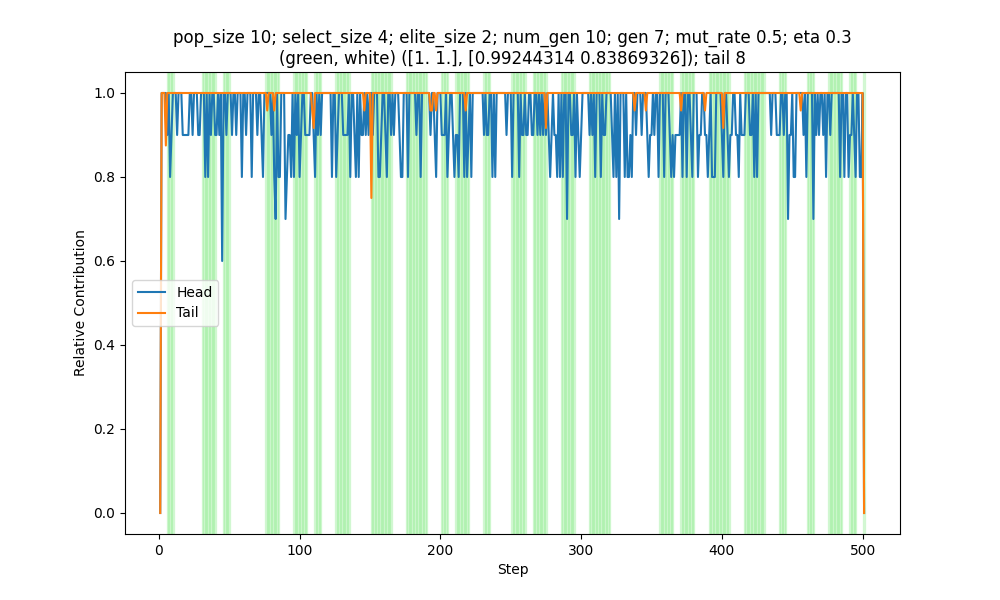 pop_size 10; select_size 4; elite_size 2; num_gen 10; gen 7; mut_rate 0.5; eta 0.3
(green, white) ([1. 1.], [0.99244314 0.83869326]); tail 8
Relative Contribution
1.0
0.8
0.6
0.4
0.2
0.0
Head
Tail
0
100
200
300
400
500
Step